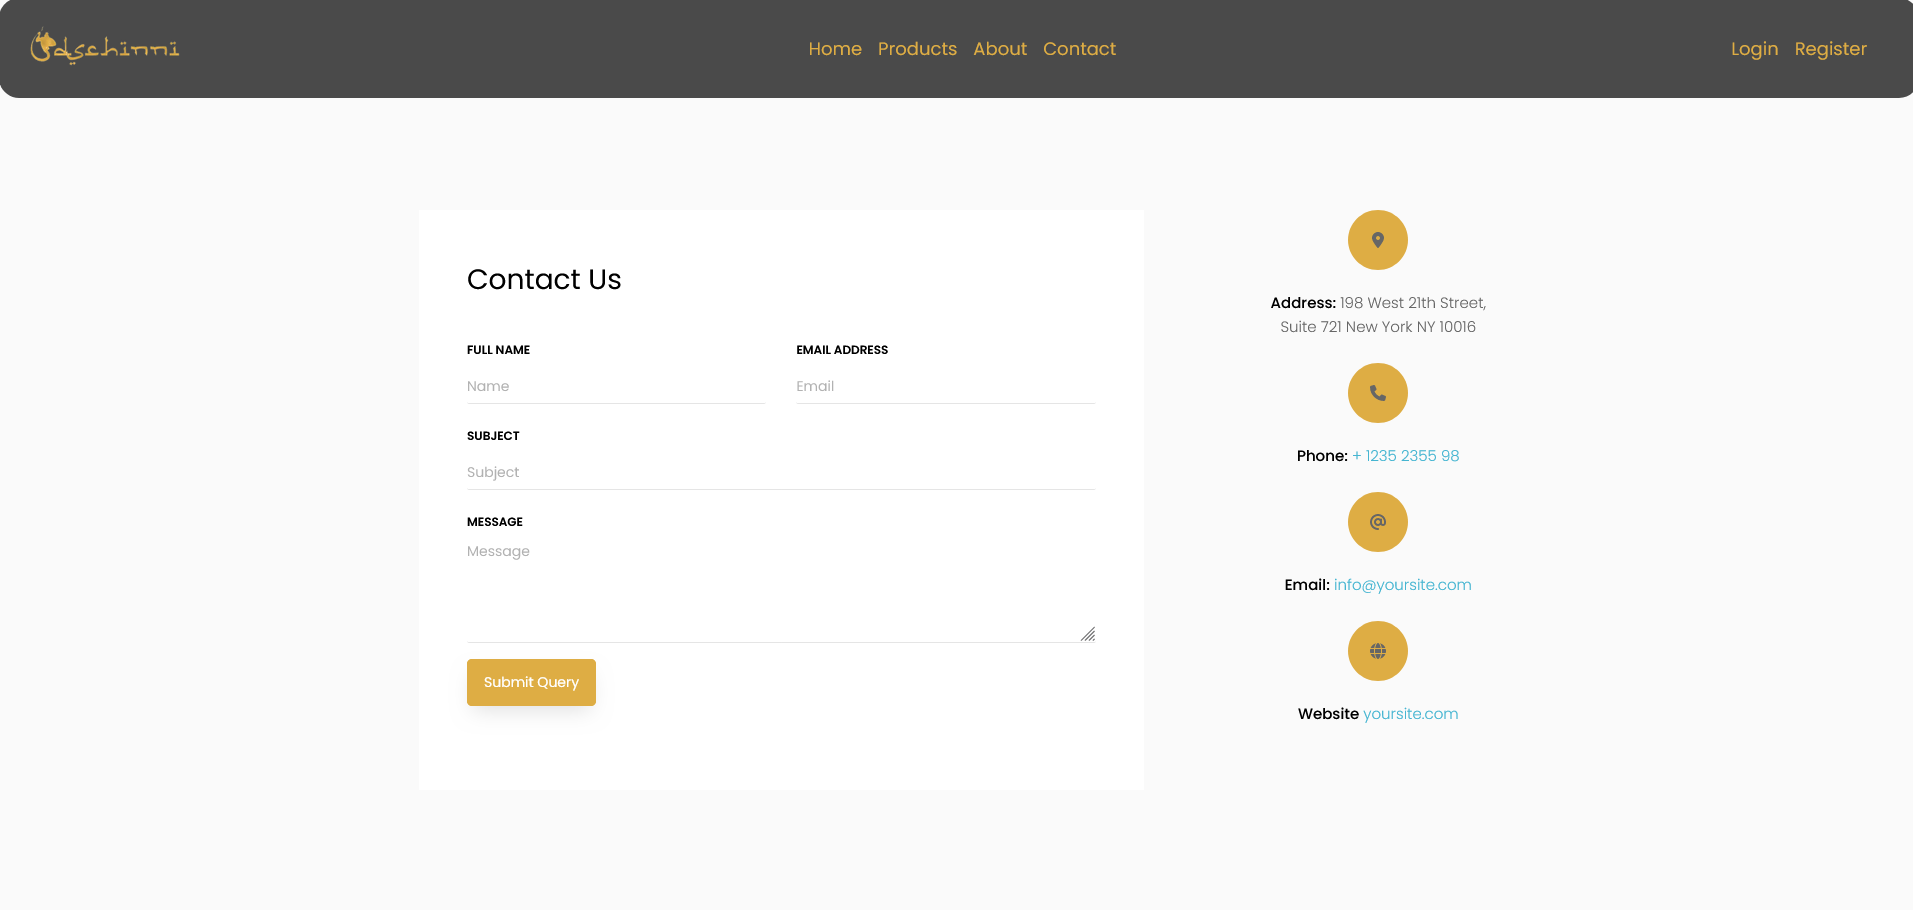 dschinni
Home Products About Contact
Login Register
Contact Us
FULL NAME
EMAIL ADDRESS
Name
Email
SUBJECT
Subject
MESSAGE
Message
Submit Query
Address: 198 West 21th Street,
Suite 721 New York NY 10016
Phone: + 1235 2355 98
Email: info@yoursite.com
Website yoursite.com